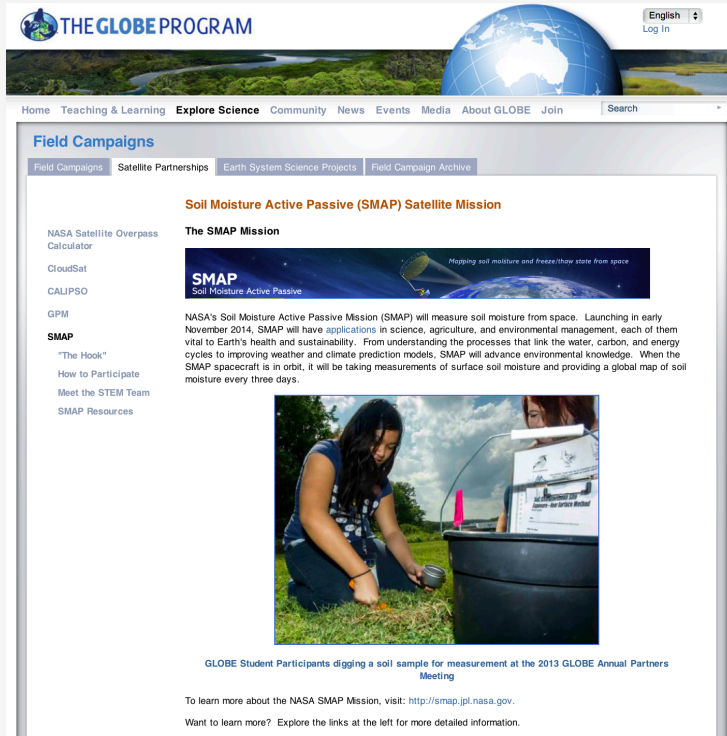 THE GLOBE PROGRAM
English
Log In
Home Teaching & Learning Explore Science Community News Events Media About GLOBE Join Search
Field Campaigns
Field Campaigns Satellite Partnerships Earth System Science Projects Field Campaign Archive
Soil Moisture Active Passive (SMAP) Satellite Mission
NASA Satellite Overpass
Calculator
CloudSat
CALIPSO
GPM
SMAP
"The Hook"
How to Participate
Meet the STEM Team
SMAP Resources
The SMAP Mission
Mapping soil moisture and freeze/thaw state from space
SMAP
Soil Moisture Active Passive
NASA's Soil Moisture Active Passive Mission (SMAP) will measure soil moisture from space. Launching in early
November 2014, SMAP will have applications in science, agriculture, and environmental management, each of them
vital to Earth's health and sustainability. From understanding the processes that link the water, carbon, and energy
cycles to improving weather and climate prediction models, SMAP will advance environmental knowledge. When the
SMAP spacecraft is in orbit, it will be taking measurements of surface soil moisture and providing a global map of soil
moisture every three days.
GLOBE Student Participants digging a soil sample for measurement at the 2013 GLOBE Annual Partners
Meeting
To learn more about the NASA SMAP Mission, visit: http://smap.jpl.nasa.gov.
Want to learn more? Explore the links at the left for more detailed information.